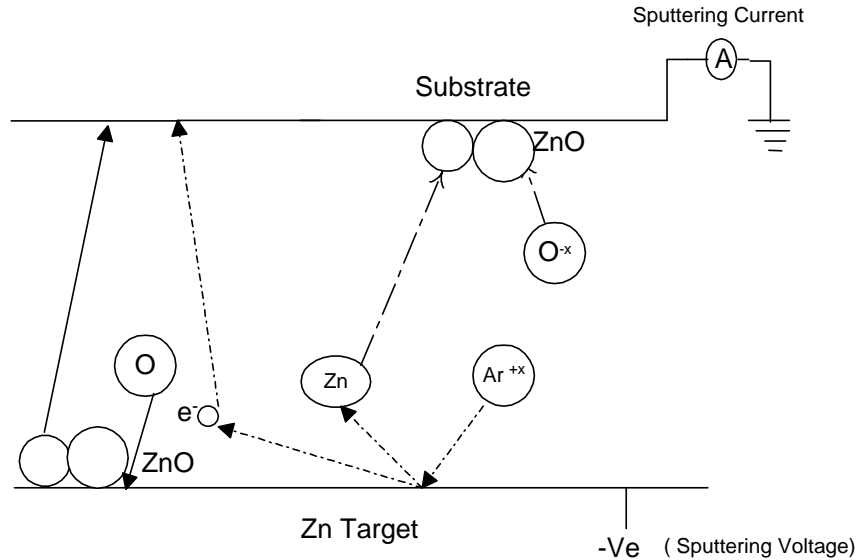 Sputtering Current
A
Substrate
ZnO
O-x
O
Zn
Ar +x
e-
ZnO
Zn Target
-Ve ( Sputtering Voltage)